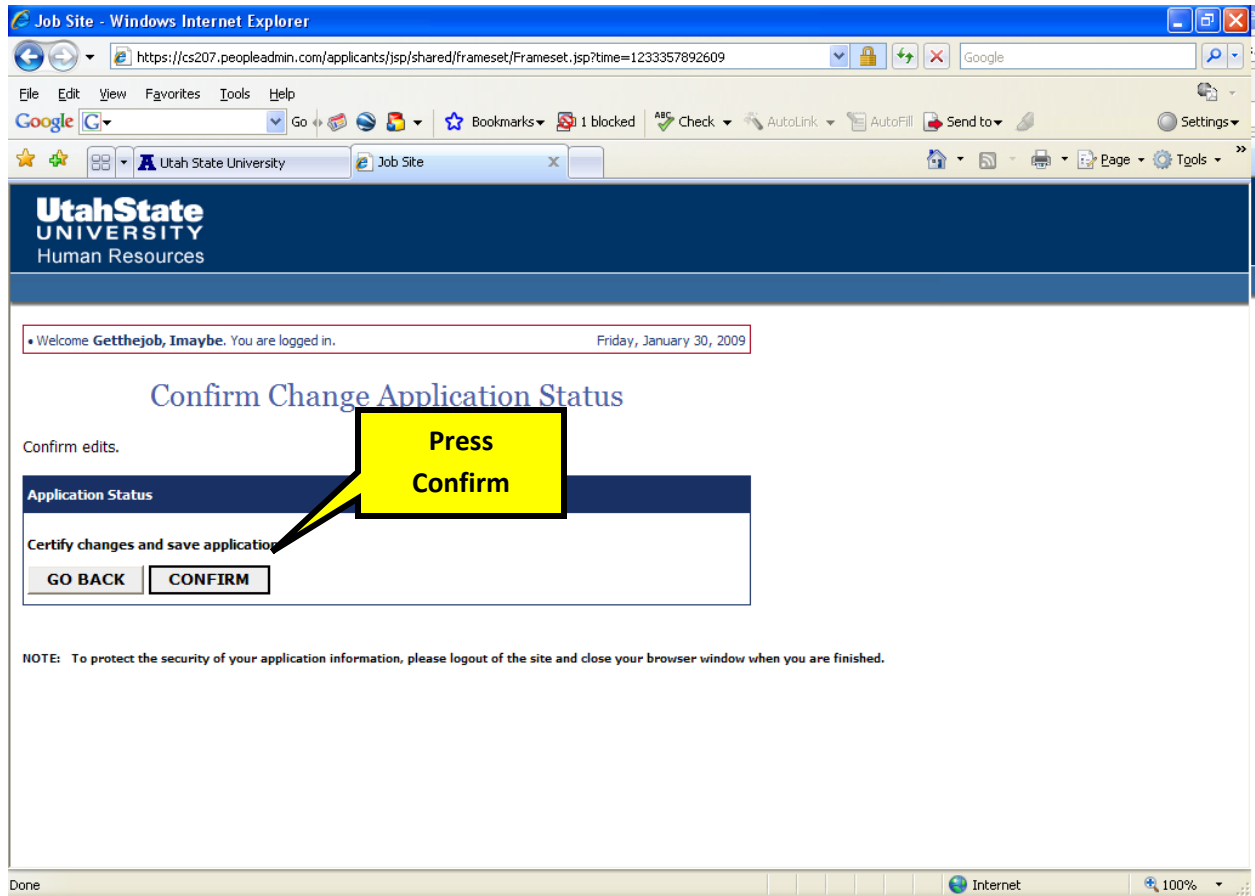 Job Site - Windows Internet Explorer
https://cs207.peopleadmin.com/applicants/jsp/shared/frameset/Frameset.jsp?time=1233357892609
Google
File Edit View Favorites Tools Help
Google G Go Bookmarks 1 blocked ABC Check AutoLink AutoFill Send to Settings
Utah State University Job Site X Page Tools »
UtahState
UNIVERSITY
Human Resources
• Welcome Getthejob, Imaybe. You are logged in. Friday, January 30, 2009
Confirm Change Application Status
Press
Confirm
Confirm edits.
Application Status
Certify changes and save application
GO BACK CONFIRM
NOTE: To protect the security of your application information, please logout of the site and close your browser window when you are finished.
Done Internet 100%